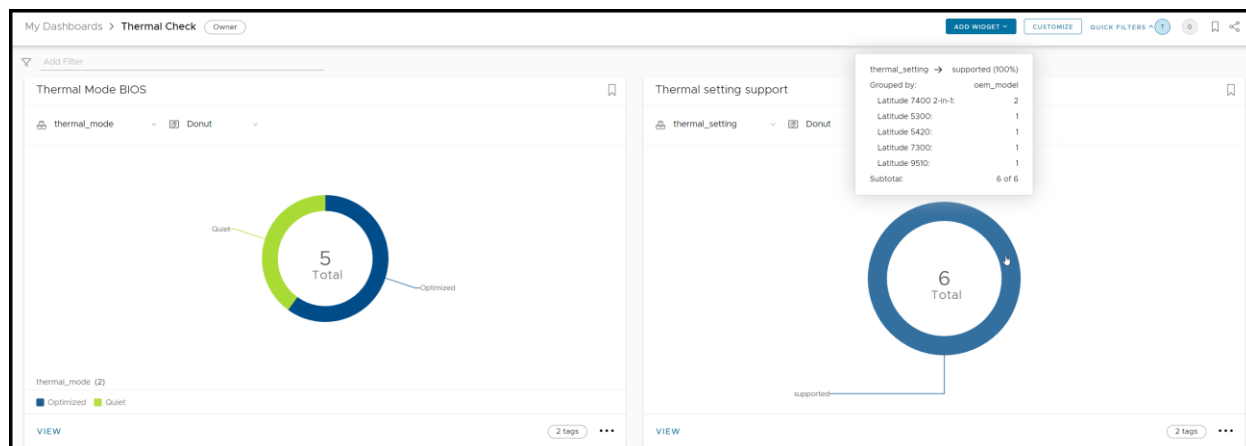 My Dashboards > Thermal Check Owner
ADD WIDGET CUSTOMIZE QUICK FILTERS T 0
Add Filter
Thermal Mode BIOS
thermal_mode Donut
Quiet
5
Total
Optimized
thermal_mode (2)
Optimized Quiet
VIEW 2 tags
Thermal setting support
thermal_setting Donut
thermal_setting → supported (100%)
Grouped by: oem_model
Latitude 7400 2-in-1: 2
Latitude 5300: 1
Latitude 5420: 1
Latitude 7300: 1
Latitude 9510: 1
Subtotal: 6 of 6
6
Total
supported
VIEW 2 tags